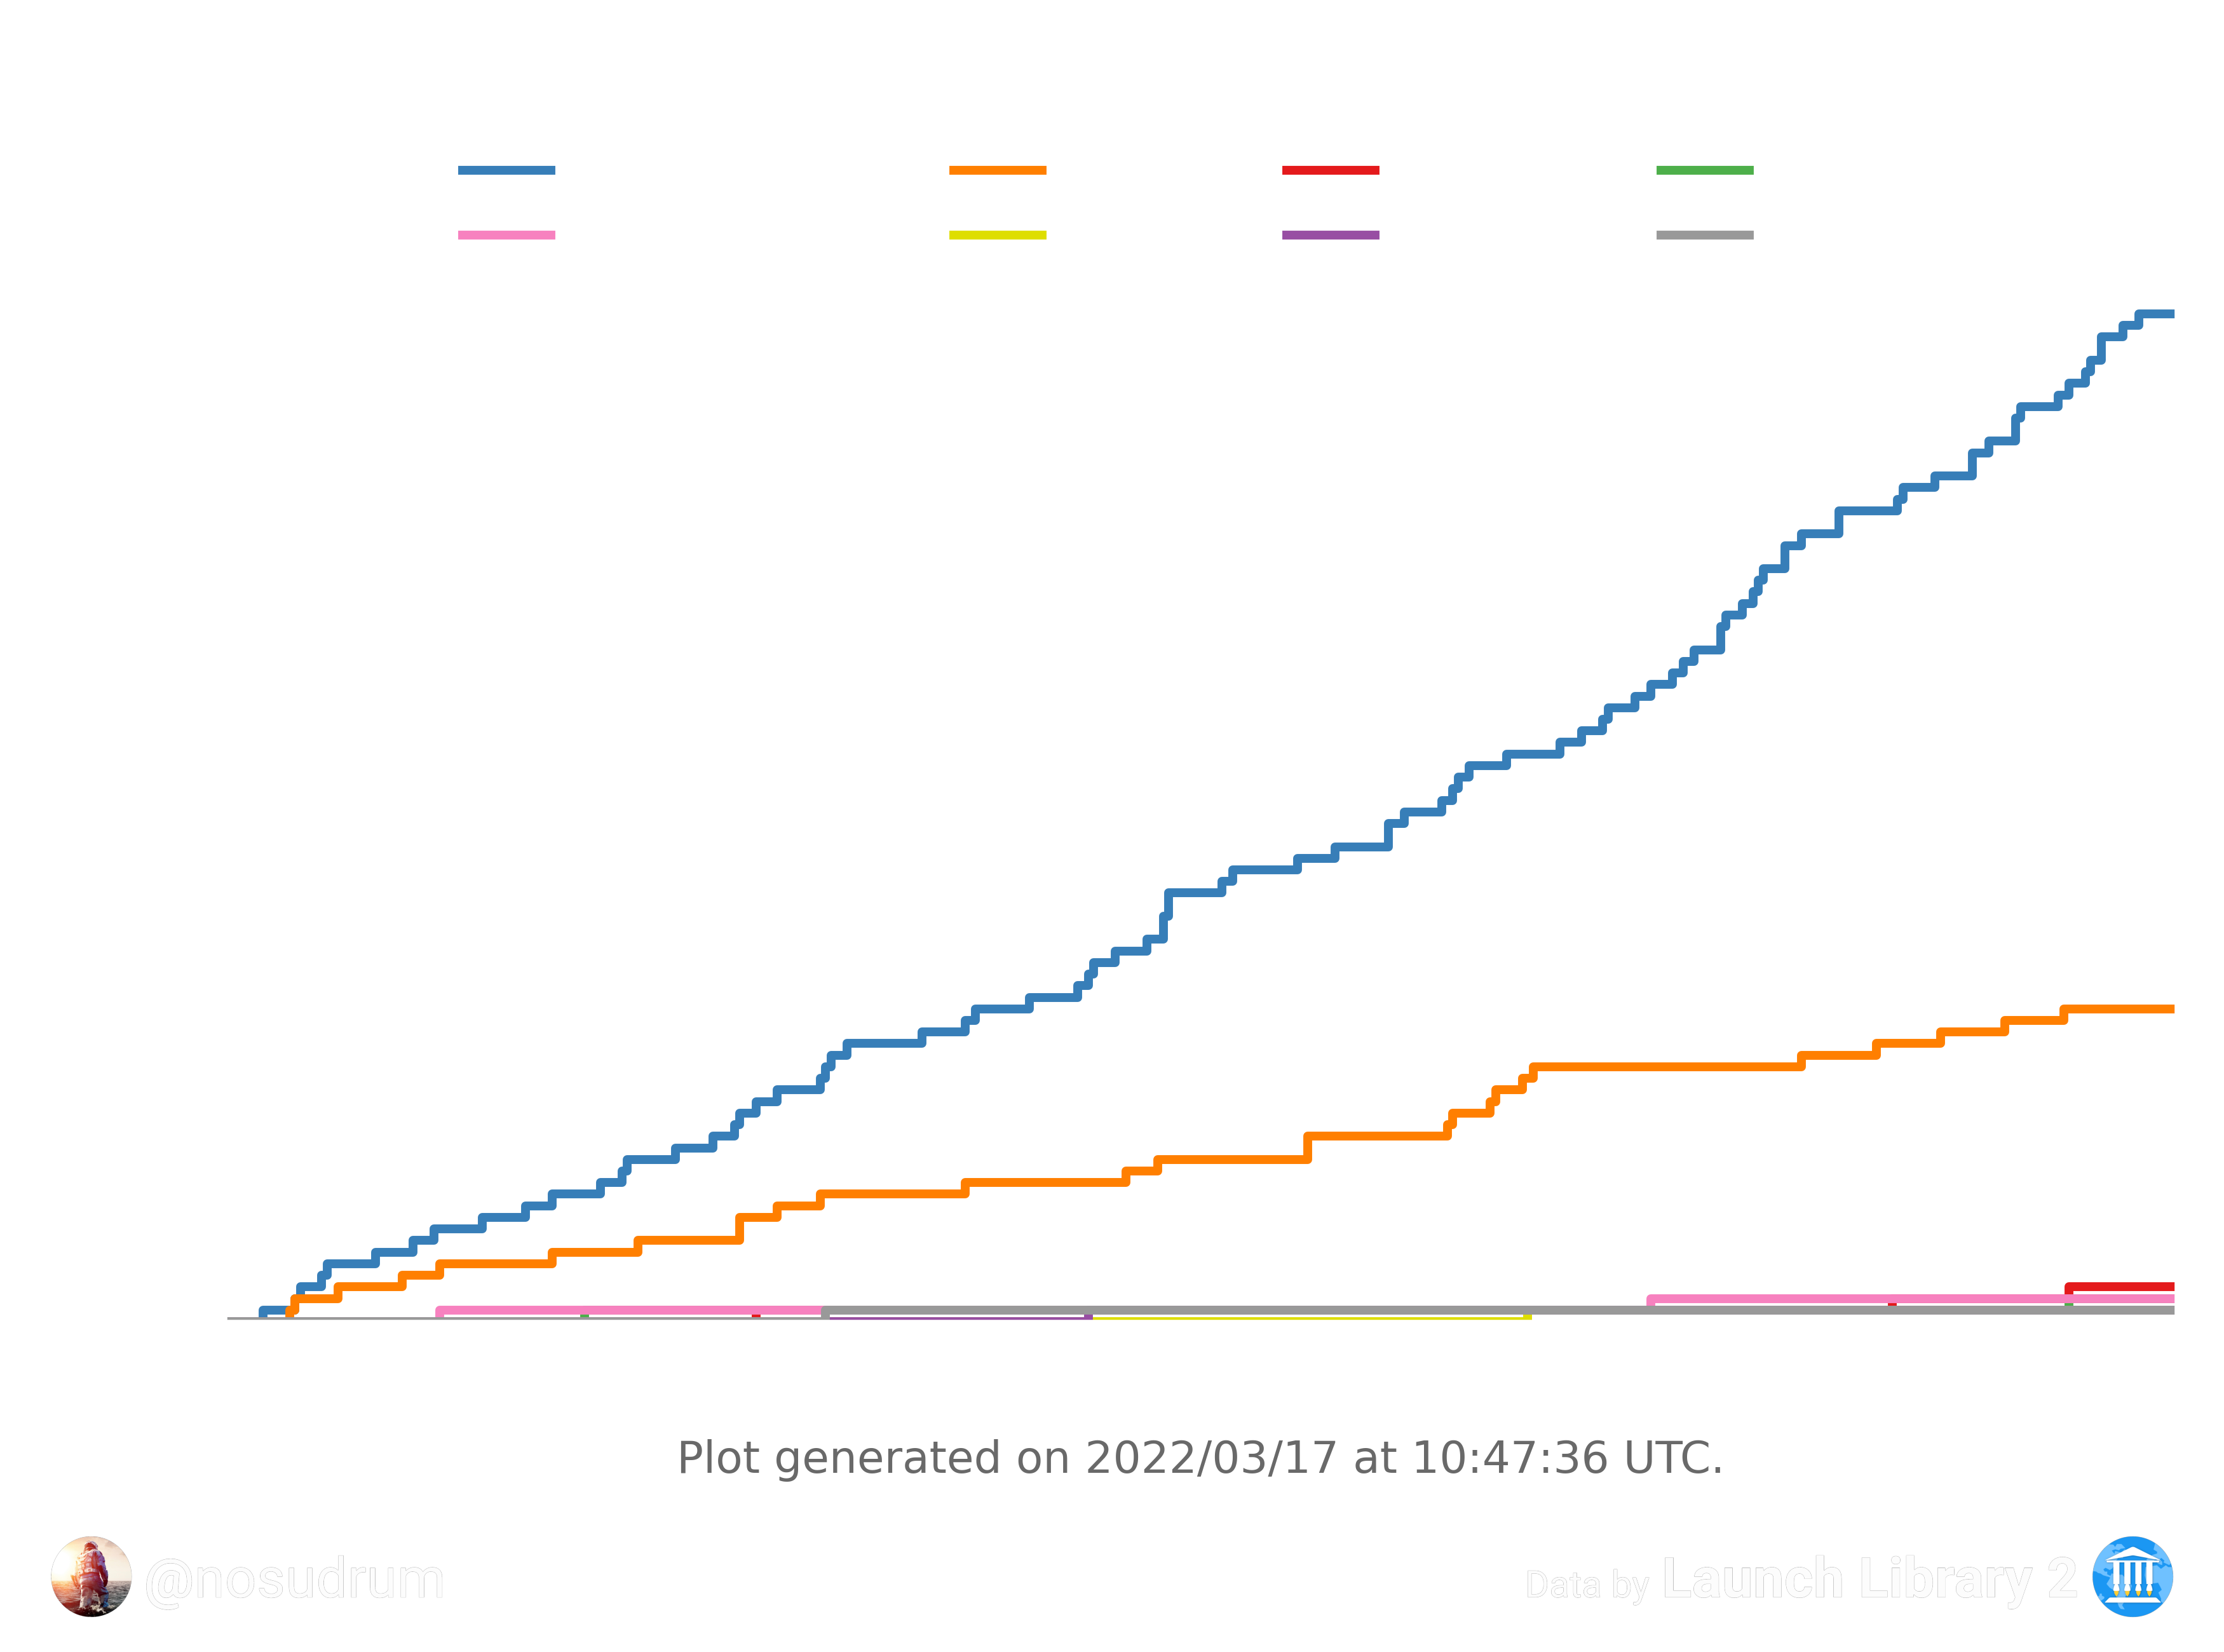 Plot generated on 2022/03/17 at 10:47:36 UTC.
@nosudrum
Data by Launch Library 2